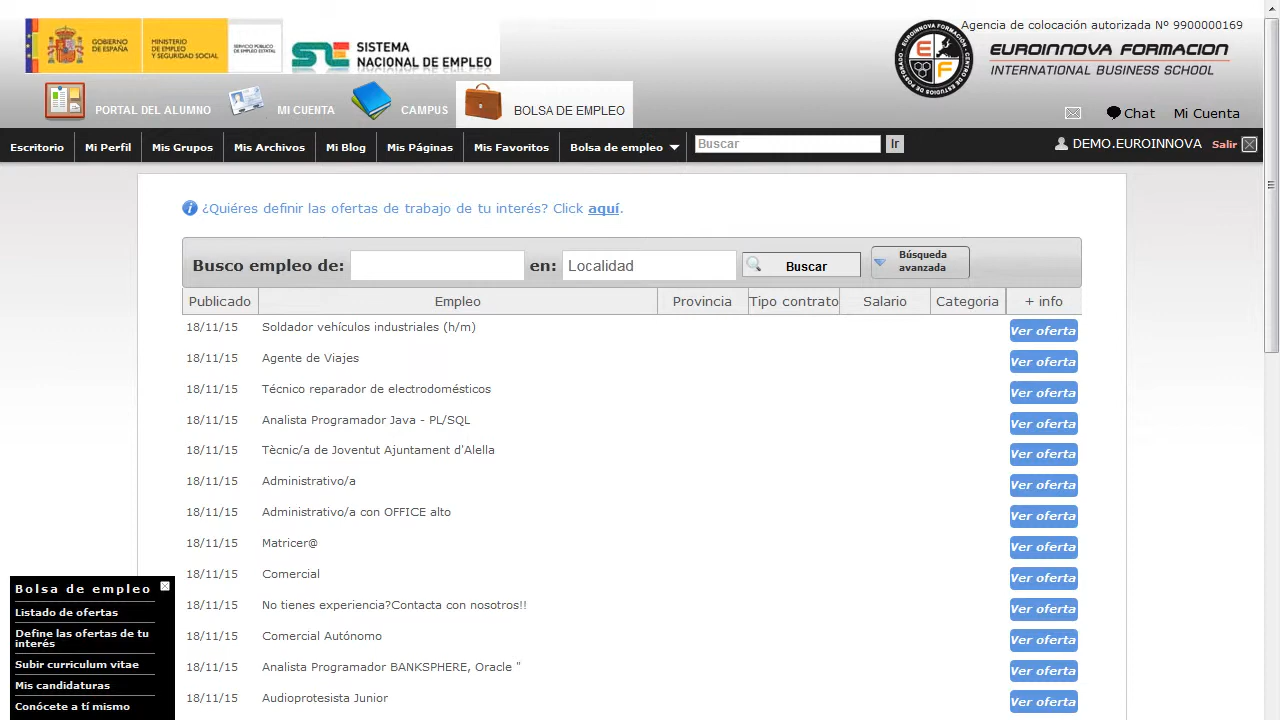 GOBIERNO
DE ESPAÑA
MINISTERIO
DE EMPLEO
Y SEGURIDAD SOCIAL
SERVICIO PÚBLICO
DE EMPLEO ESTATAL
SISTEMA
NACIONAL DE EMPLEO
Agencia de colocación autorizada Nº 9900000169
EUROINNOVA FORMACION
INTERNATIONAL BUSINESS SCHOOL
PORTAL DEL ALUMNO
MI CUENTA
CAMPUS
BOLSA DE EMPLEO
Chat
Mi Cuenta
Escritorio
Mi Perfil
Mis Grupos
Mis Archivos
Mi Blog
Mis Páginas
Mis Favoritos
Bolsa de empleo
Buscar
Ir
DEMO.EUROINNOVA
Salir
¿Quiéres definir las ofertas de trabajo de tu interés? Click aquí.
Busco empleo de:
en:
Localidad
Buscar
Búsqueda
avanzada
Publicado Empleo Provincia Tipo contrato Salario Categoria + info
18/11/15 Soldador vehículos industriales (h/m) Ver oferta
18/11/15 Agente de Viajes Ver oferta
18/11/15 Técnico reparador de electrodomésticos Ver oferta
18/11/15 Analista Programador Java - PL/SQL Ver oferta
18/11/15 Tècnic/a de Joventut Ajuntament d'Alella Ver oferta
18/11/15 Administrativo/a Ver oferta
18/11/15 Administrativo/a con OFFICE alto Ver oferta
18/11/15 Matricer@ Ver oferta
18/11/15 Comercial Ver oferta
18/11/15 No tienes experiencia?Contacta con nosotros!! Ver oferta
18/11/15 Comercial Autónomo Ver oferta
18/11/15 Analista Programador BANKSPHERE, Oracle " Ver oferta
18/11/15 Audioprotesista Junior Ver oferta
Bolsa de empleo
Listado de ofertas
Define las ofertas de tu
interés
Subir curriculum vitae
Mis candidaturas
Conócete a tí mismo